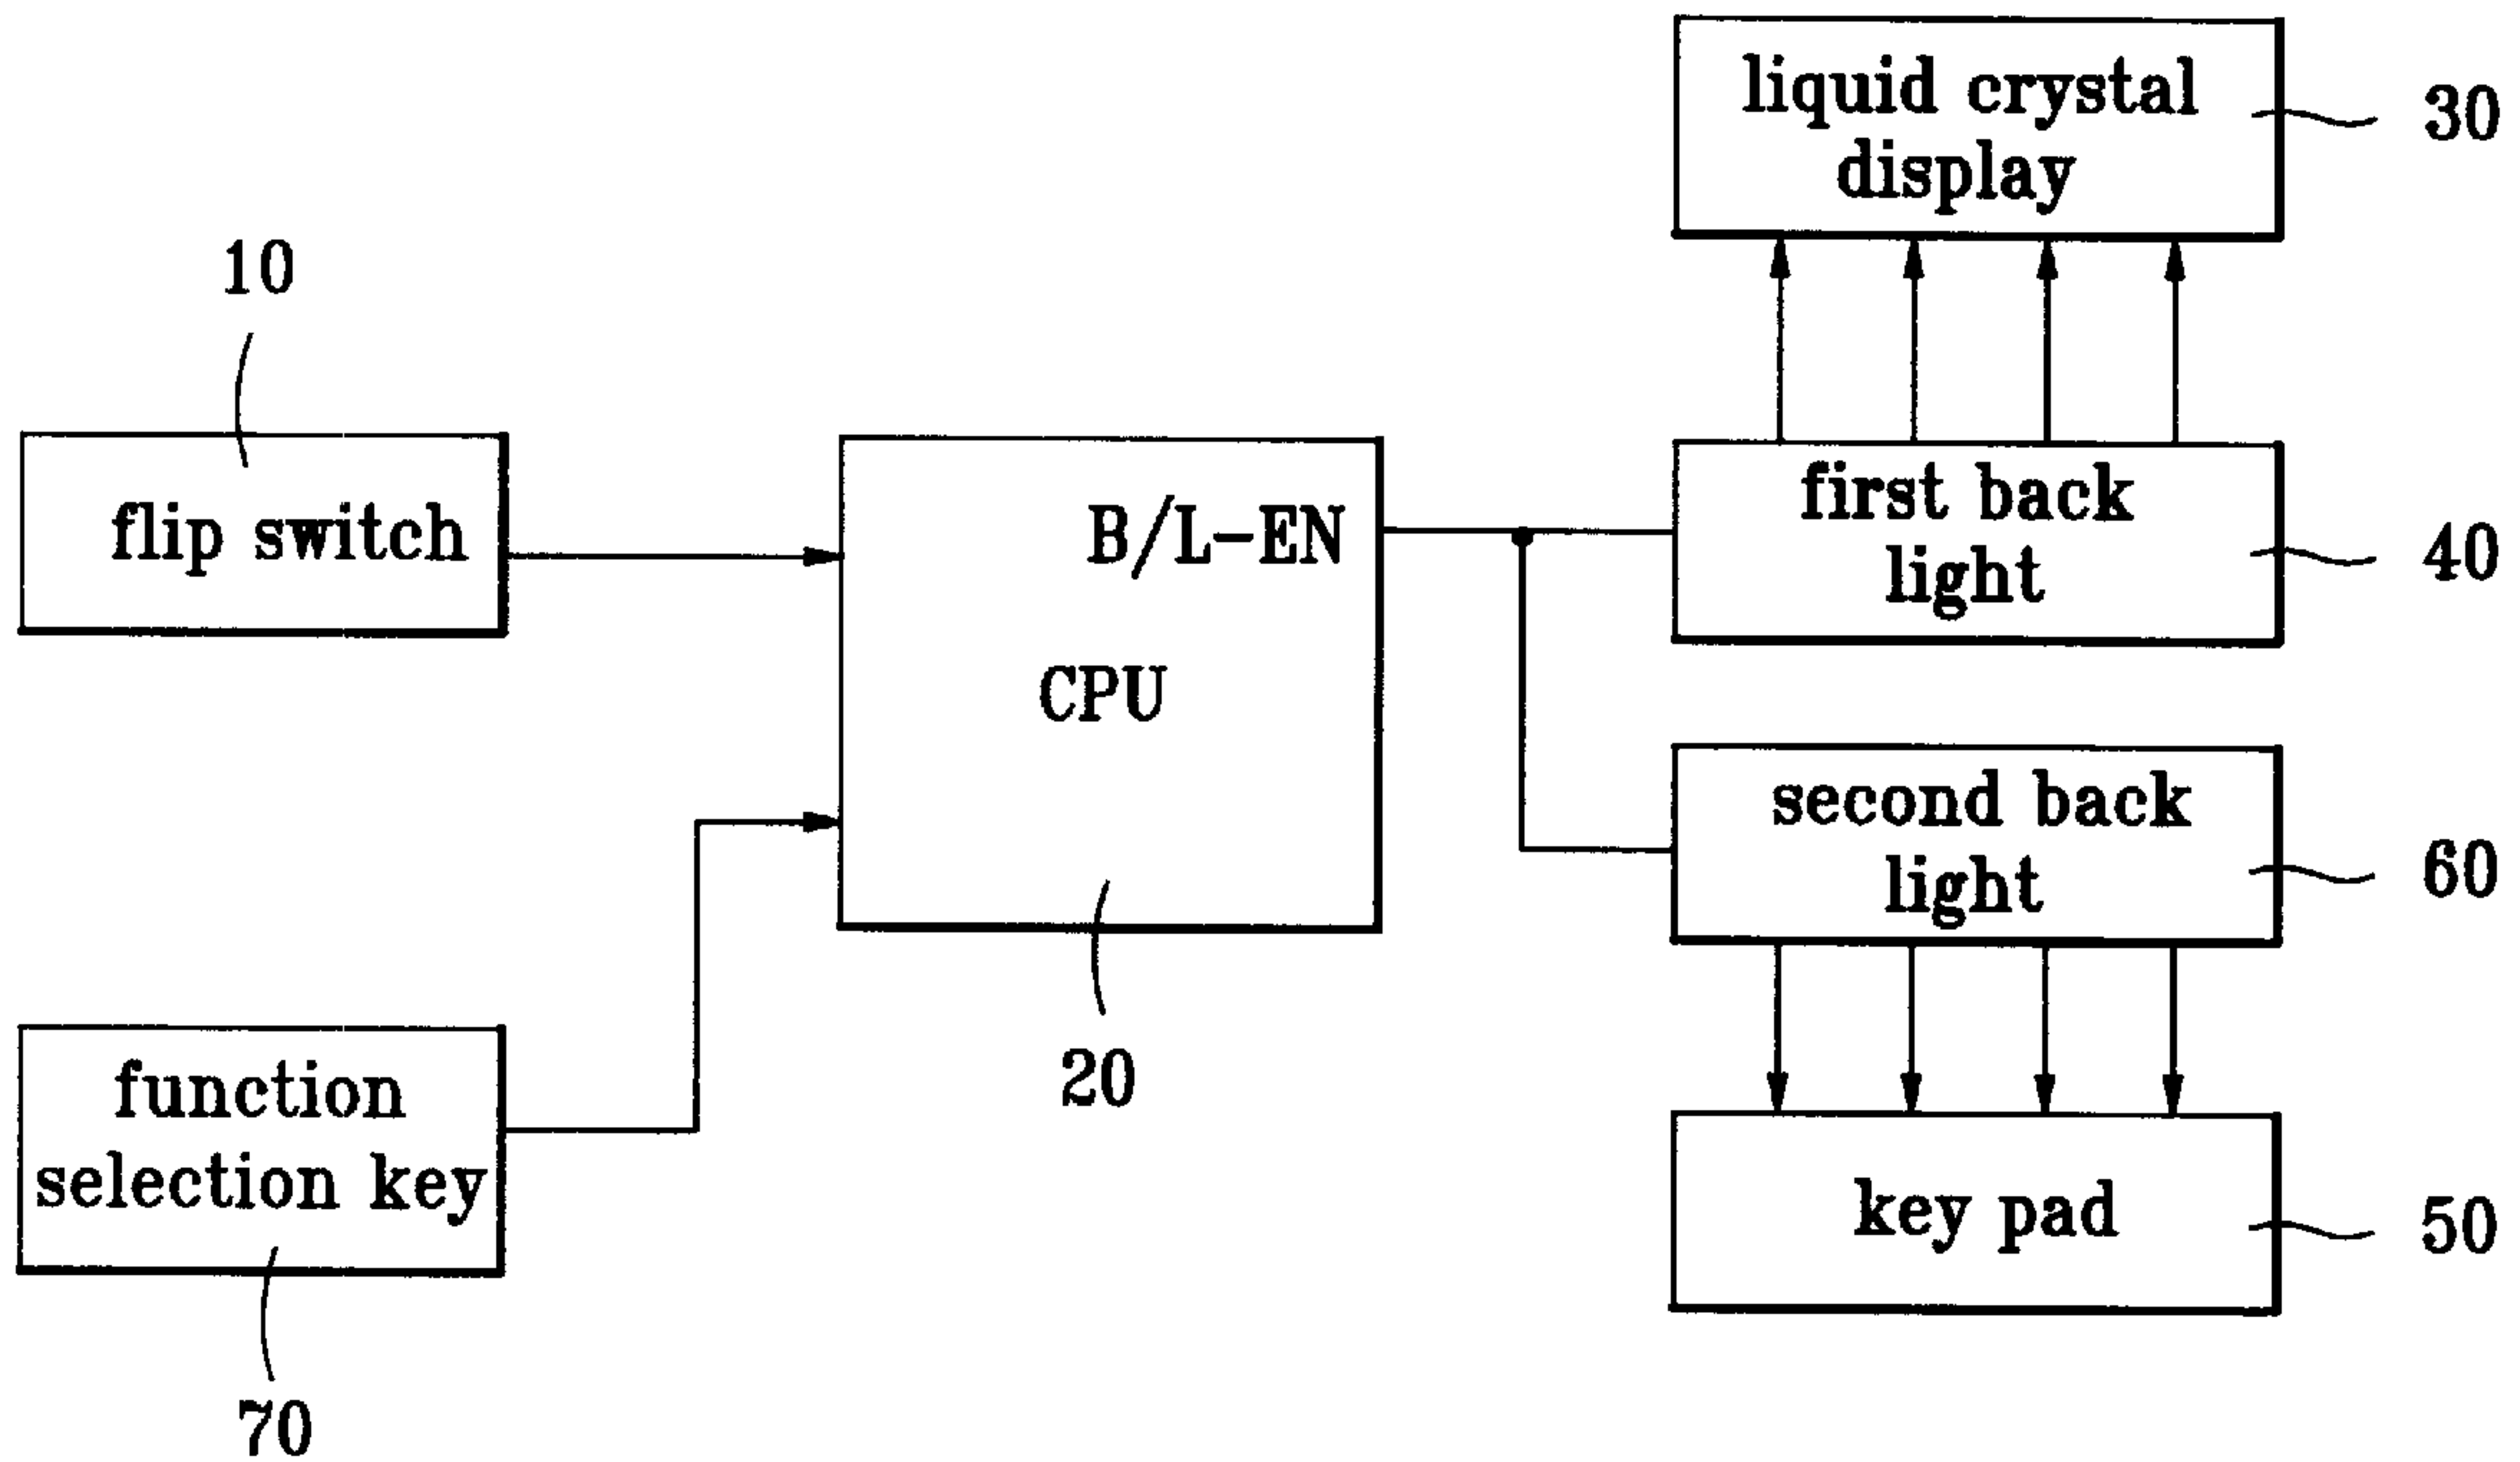 10
flip switch
function
selection key
70
B/L-EN
CPU
20
liquid crystal
display
30
first back
light
40
second back
light
60
key pad
50